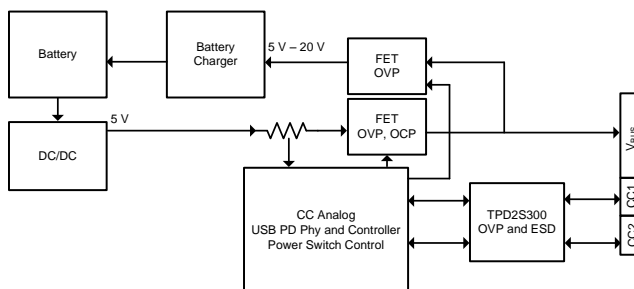 Battery
Battery
Charger
5 V – 20 V
FET
OVP
5 V
DC/DC
FET
OVP, OCP
VBUS
CC Analog
USB PD Phy and Controller
Power Switch Control
TPD2S300
OVP and ESD
CC1
CC2